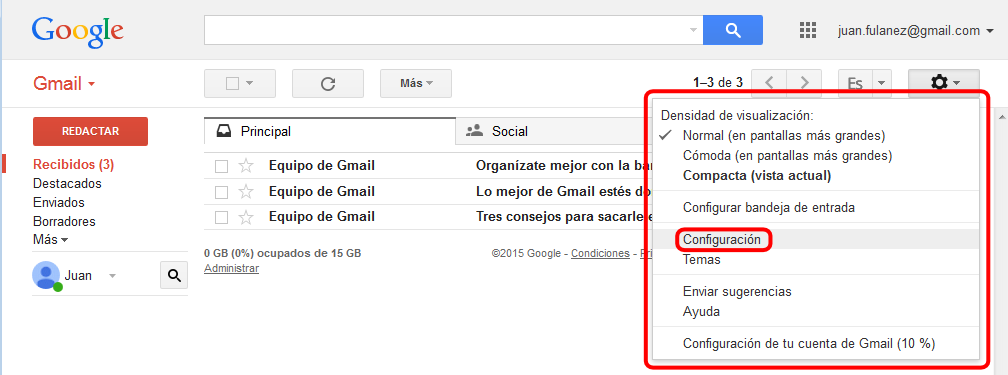 Google
juan.fulanez@gmail.com
Gmail
Más
1–3 de 3
Es
REDACTAR
Recibidos (3)
Destacados
Enviados
Borradores
Más
Juan
Principal
Social
Equipo de Gmail Organízate mejor con la ba
Equipo de Gmail Lo mejor de Gmail estés do
Equipo de Gmail Tres consejos para sacarle
0 GB (0%) ocupados de 15 GB
Administrar
©2015 Google - Condiciones -
Densidad de visualización:
Normal (en pantallas más grandes)
Cómoda (en pantallas más grandes)
Compacta (vista actual)
Configurar bandeja de entrada
Configuración
Temas
Enviar sugerencias
Ayuda
Configuración de tu cuenta de Gmail (10 %)